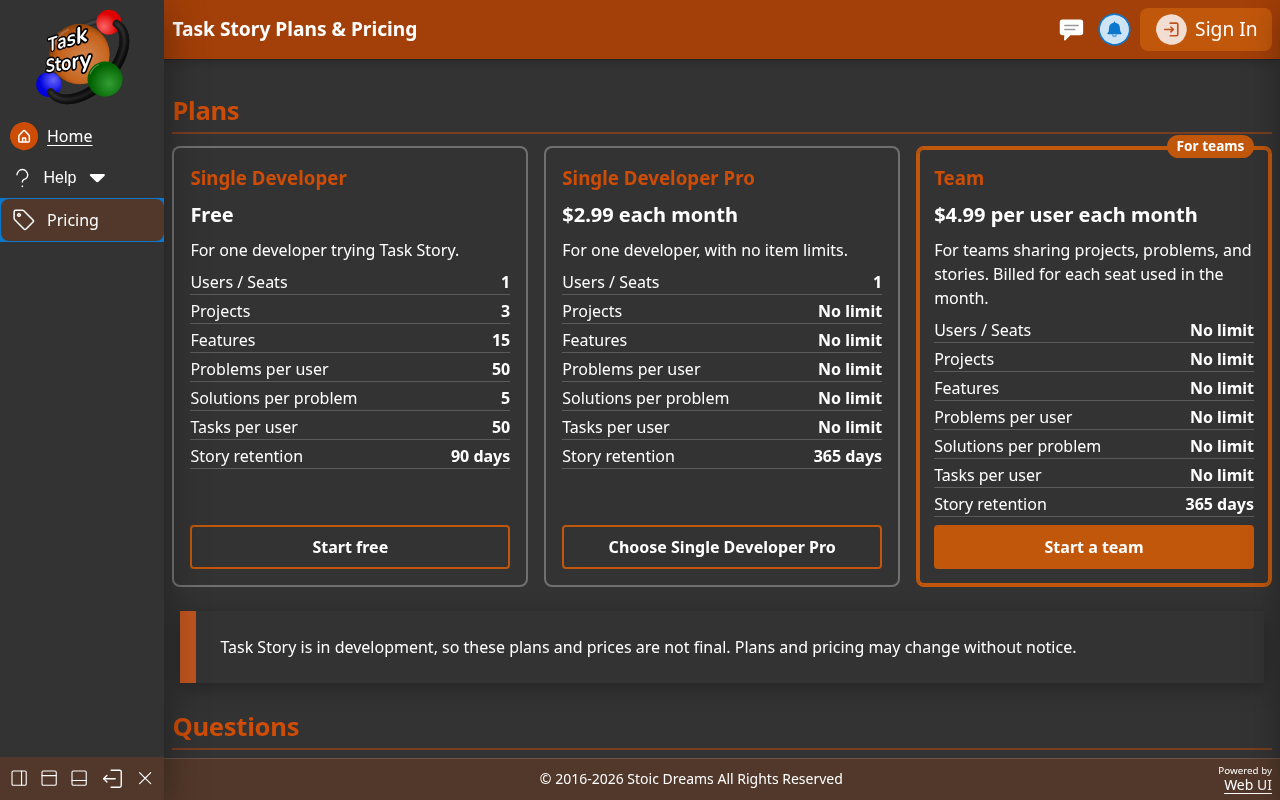 Task
Story
Home
Help
Pricing
Task Story Plans & Pricing
Sign In
Plans
Single Developer
Free
For one developer trying Task Story.
Users / Seats 1
Projects 3
Features 15
Problems per user 50
Solutions per problem 5
Tasks per user 50
Story retention 90 days
Start free
Single Developer Pro
$2.99 each month
For one developer, with no item limits.
Users / Seats 1
Projects No limit
Features No limit
Problems per user No limit
Solutions per problem No limit
Tasks per user No limit
Story retention 365 days
Choose Single Developer Pro
For teams
Team
$4.99 per user each month
For teams sharing projects, problems, and
stories. Billed for each seat used in the
month.
Users / Seats No limit
Projects No limit
Features No limit
Problems per user No limit
Solutions per problem No limit
Tasks per user No limit
Story retention 365 days
Start a team
Task Story is in development, so these plans and prices are not final. Plans and pricing may change without notice.
Questions
© 2016-2026 Stoic Dreams All Rights Reserved
Powered by
Web UI